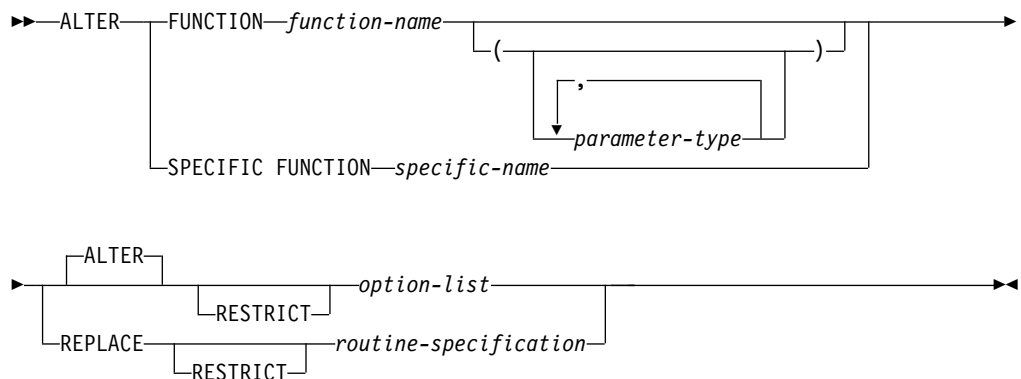 ALTER FUNCTION function-name
( )
,
parameter-type
SPECIFIC FUNCTION specific-name
ALTER
option-list
RESTRICT
REPLACE routine-specification
RESTRICT